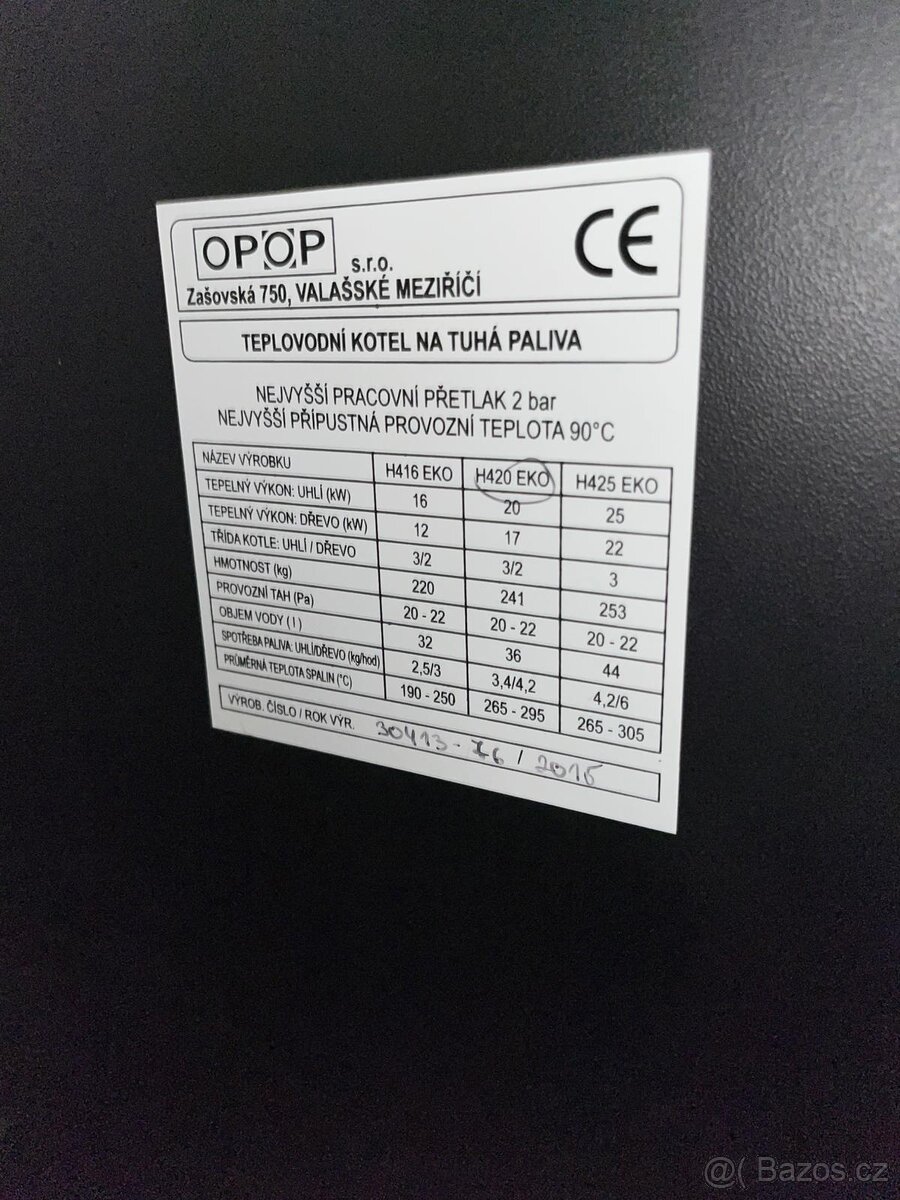 OPOP s.r.o.
CE
Zašovská 750, VALAŠSKÉ MEZIŘÍČÍ
TEPLOVODNÍ KOTEL NA TUHÁ PALIVA
NEJVYŠŠÍ PRACOVNÍ PŘETLAK 2 bar
NEJVYŠŠÍ PŘÍPUSTNÁ PROVOZNÍ TEPLOTA 90°C
NÁZEV VÝROBKU H416 EKO H420 EKO H425 EKO
TEPELNÝ VÝKON: UHLÍ (kW) 16 20 25
TEPELNÝ VÝKON: DŘEVO (kW) 12 17 22
TŘÍDA KOTLE: UHLÍ / DŘEVO 3/2 3/2 3
HMOTNOST (kg) 220 241 253
PROVOZNÍ TAH (Pa) 20 - 22 20 - 22 20 - 22
OBJEM VODY ( l ) 32 36 44
SPOTŘEBA PALIVA: UHLÍ/DŘEVO (kg/hod) 2,5/3 3,4/4,2 4,2/6
PRŮMĚRNÁ TEPLOTA SPALIN (°C) 190 - 250 265 - 295 265 - 305
VÝROB. ČÍSLO / ROK VÝR. 30413 - / 2015
@( Bazos.cz